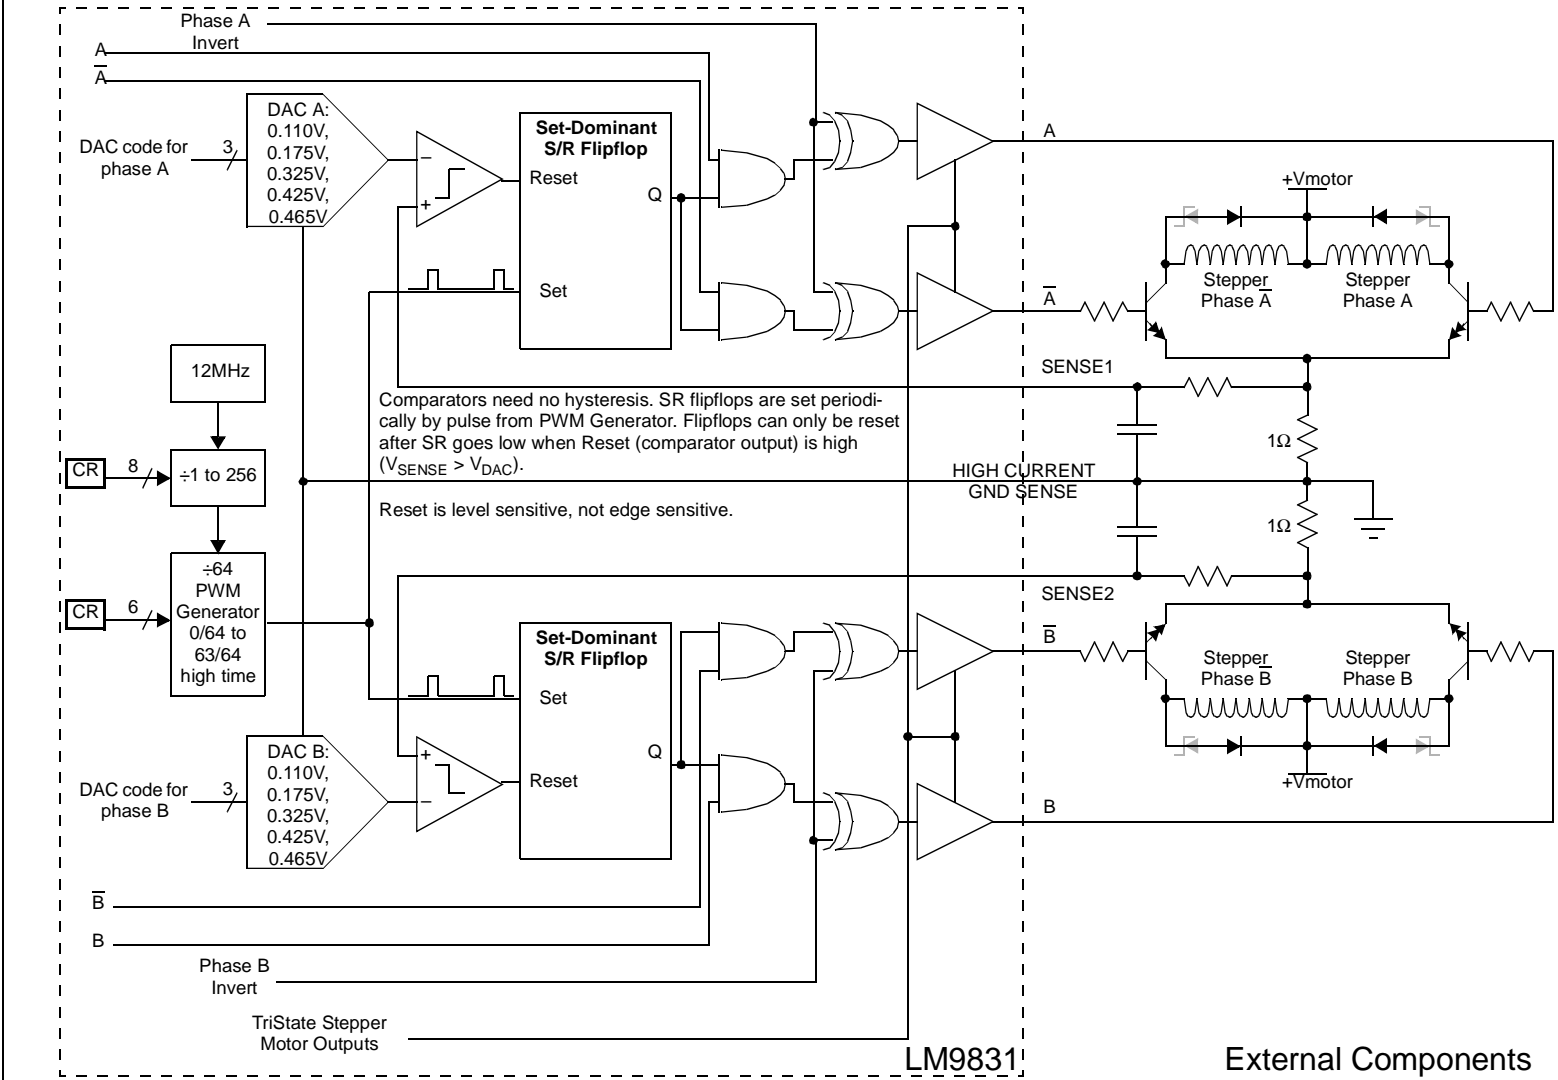 Phase A
Invert
A
A̅
DAC code for
phase A
3
DAC A:
0.110V,
0.175V,
0.325V,
0.425V,
0.465V
−
+
Set-Dominant
S/R Flipflop
Reset
Q
Set
A
A̅
+Vmotor
Stepper
Phase A̅
Stepper
Phase A
SENSE1
12MHz
Comparators need no hysteresis. SR flipflops are set periodi-
cally by pulse from PWM Generator. Flipflops can only be reset
after SR goes low when Reset (comparator output) is high
(VSENSE > VDAC).
Reset is level sensitive, not edge sensitive.
1Ω
CR
8
÷1 to 256
HIGH CURRENT
GND SENSE
1Ω
÷64
PWM
Generator
0/64 to
63/64
high time
CR
6
SENSE2
Set-Dominant
S/R Flipflop
Set
Q
Reset
B̅
Stepper
Phase B̅
Stepper
Phase B
+Vmotor
B
DAC code for
phase B
3
DAC B:
0.110V,
0.175V,
0.325V,
0.425V,
0.465V
+
−
B̅
B
Phase B
Invert
TriState Stepper
Motor Outputs
LM9831
External Components